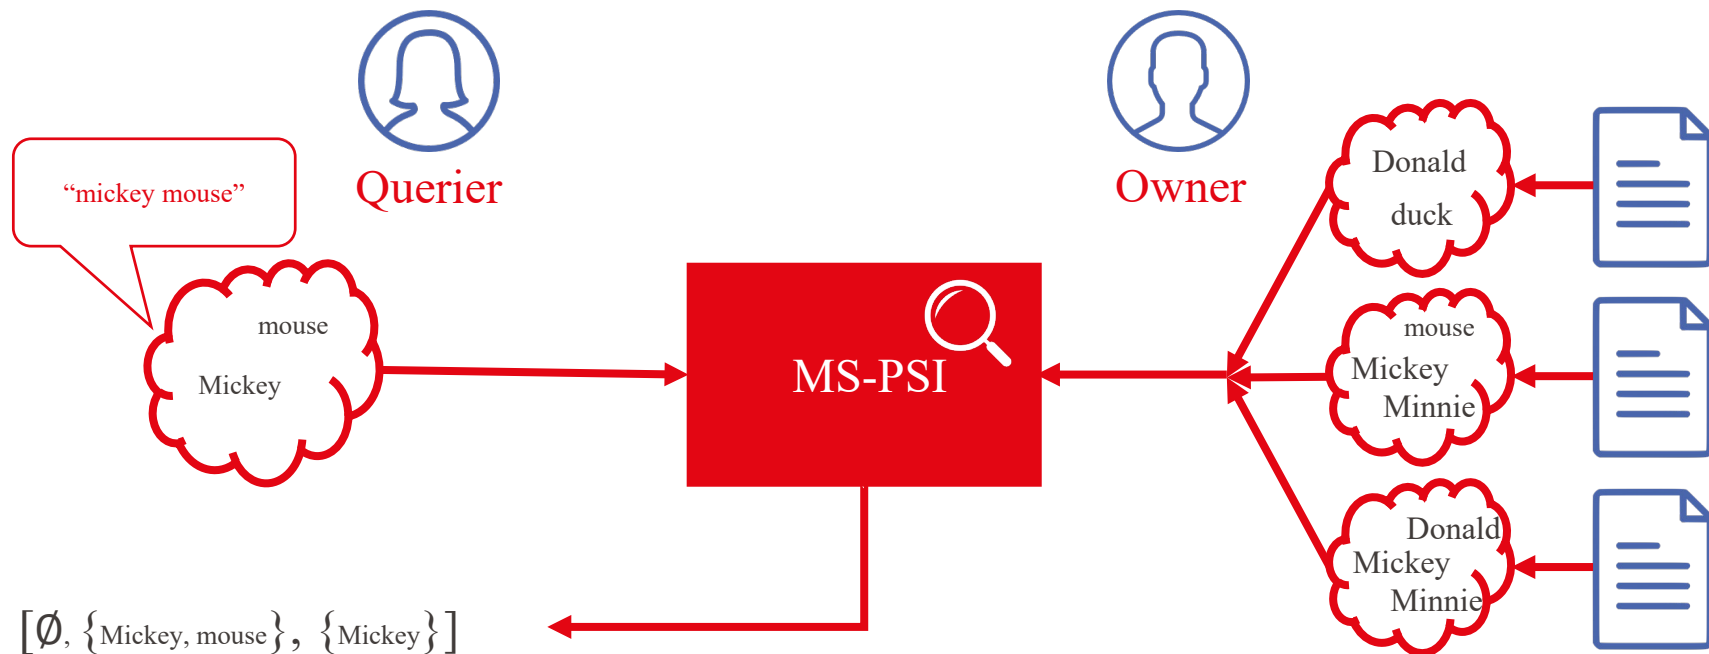 Querier
Owner
“mickey mouse”
mouse
Mickey
MS-PSI
Donald
duck
mouse
Mickey
Minnie
Donald
Mickey
Minnie
[∅, {Mickey, mouse}, {Mickey}]